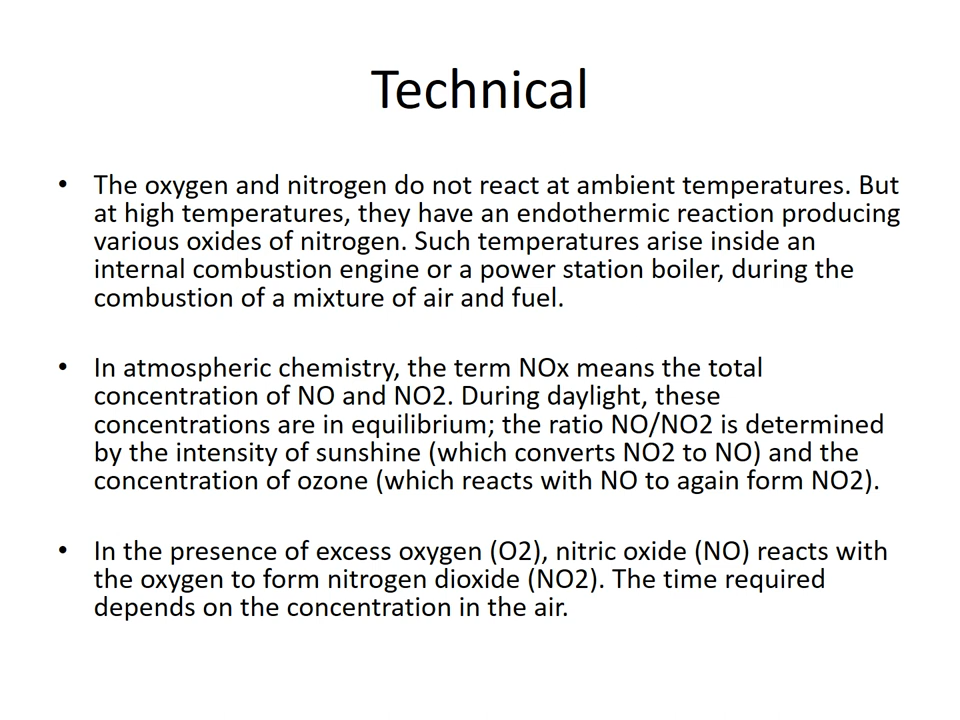 Technical
• The oxygen and nitrogen do not react at ambient temperatures. But
at high temperatures, they have an endothermic reaction producing
various oxides of nitrogen. Such temperatures arise inside an
internal combustion engine or a power station boiler, during the
combustion of a mixture of air and fuel.
• In atmospheric chemistry, the term NOx means the total
concentration of NO and NO2. During daylight, these
concentrations are in equilibrium; the ratio NO/NO2 is determined
by the intensity of sunshine (which converts NO2 to NO) and the
concentration of ozone (which reacts with NO to again form NO2).
• In the presence of excess oxygen (O2), nitric oxide (NO) reacts with
the oxygen to form nitrogen dioxide (NO2). The time required
depends on the concentration in the air.